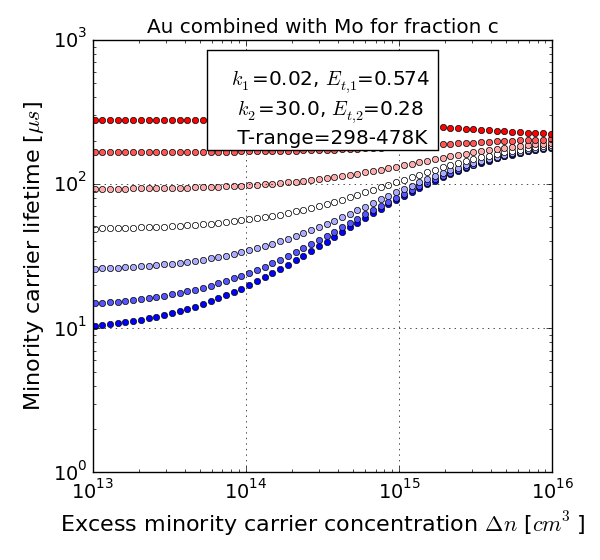 Au combined with Mo for fraction c
k₁=0.02, Eₜ,₁=0.574
k₂=30.0, Eₜ,₂=0.28
T-range=298-478K
10³
10²
10¹
10⁰
Minority carrier lifetime [μs]
10¹³ 10¹⁴ 10¹⁵ 10¹⁶
Excess minority carrier concentration Δn [cm³ ]